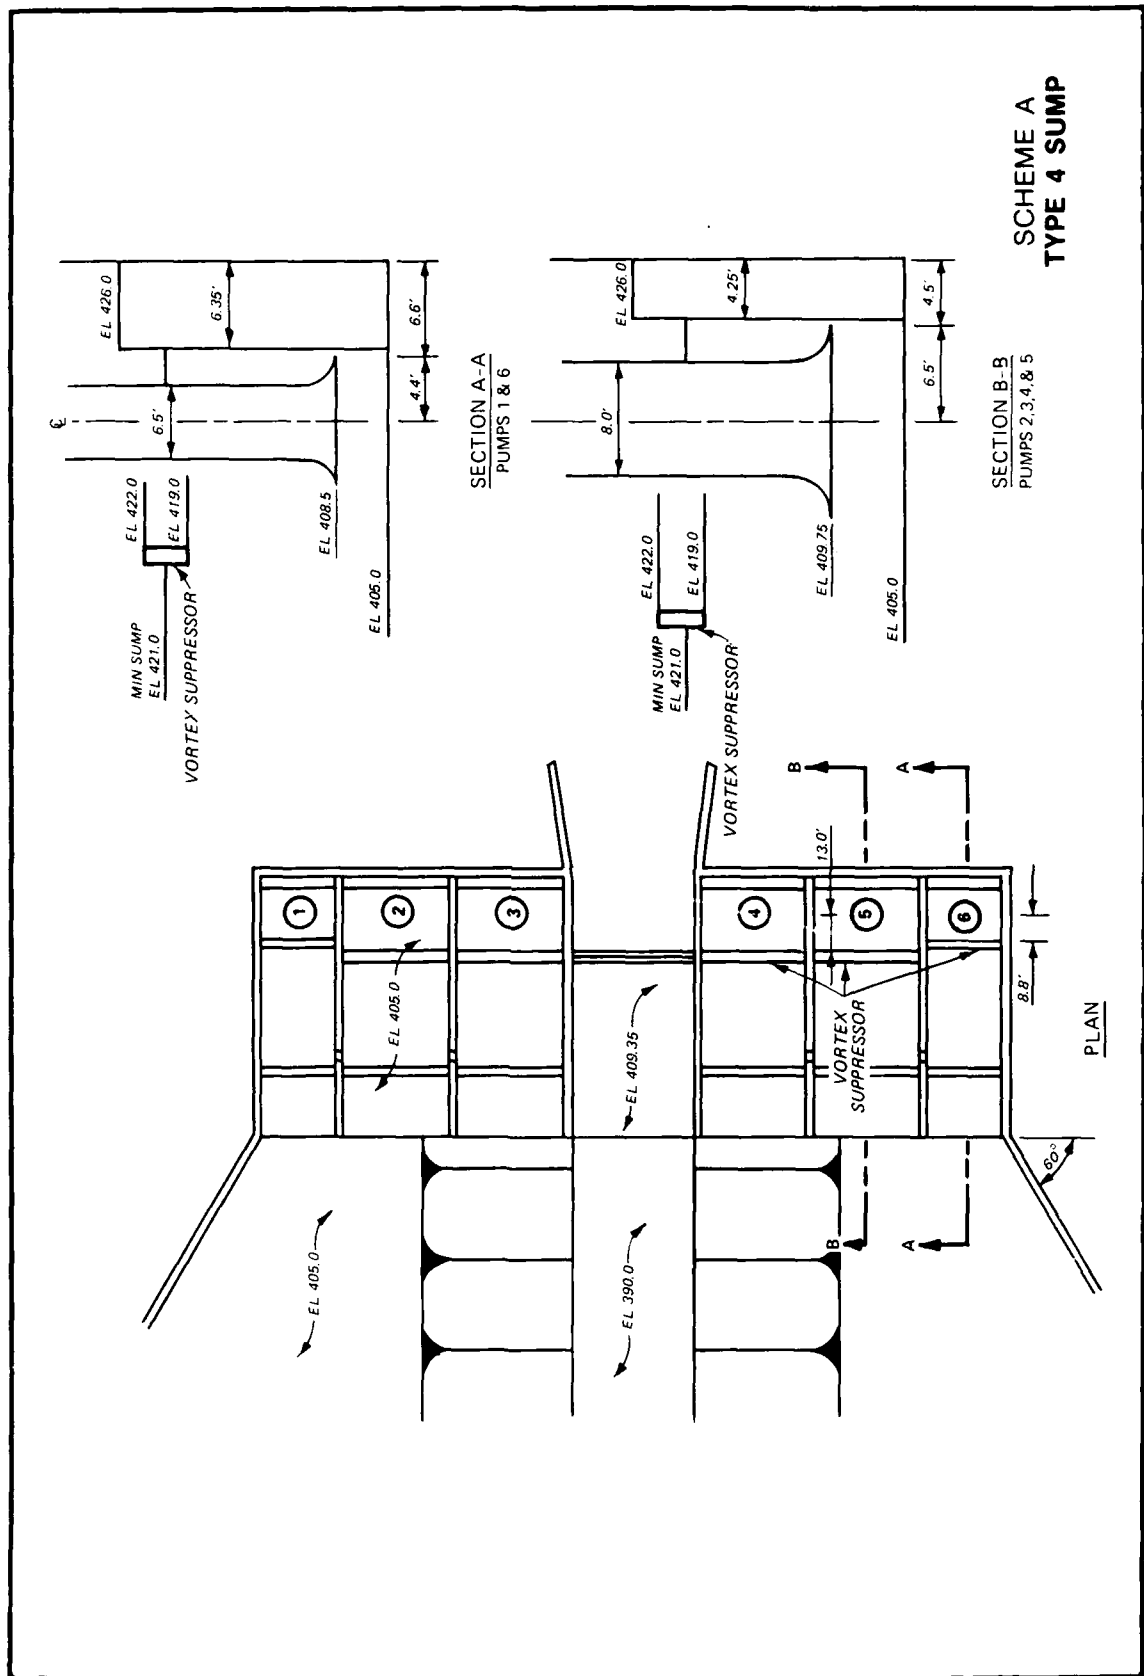 EL 405.0
EL 390.0
EL 405.0
EL 409.35
1
2
3
4
5
6
VORTEX
SUPPRESSOR
13.0'
8.8'
60°
B
B
A
A
PLAN
MIN SUMP
EL 421.0
VORTEX SUPPRESSOR
EL 422.0
EL 419.0
EL 408.5
EL 405.0
℄
6.5'
EL 426.0
6.35'
4.4'
6.6'
SECTION A-A
PUMPS 1 & 6
MIN SUMP
EL 421.0
VORTEX SUPPRESSOR
EL 422.0
EL 419.0
EL 409.75
EL 405.0
8.0'
EL 426.0
4.25'
6.5'
4.5'
SECTION B-B
PUMPS 2,3,4,& 5
SCHEME A
TYPE 4 SUMP